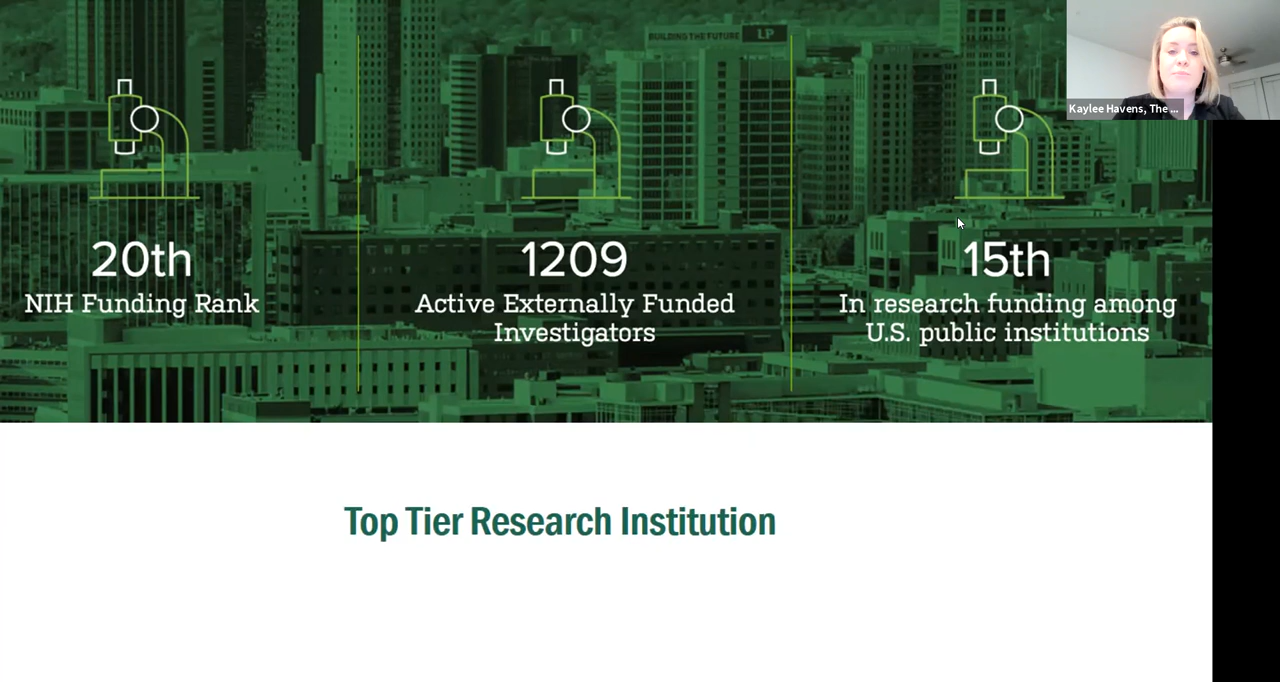 BUILDING THE FUTURE LP
Kaylee Havens, The ...
20th
NIH Funding Rank
1209
Active Externally Funded
Investigators
15th
In research funding among
U.S. public institutions
Top Tier Research Institution